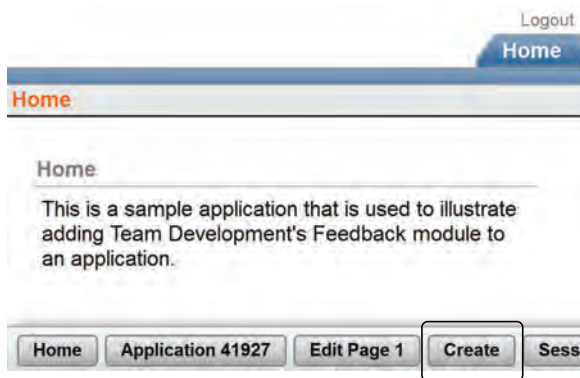 Logout
Home
Home
Home
This is a sample application that is used to illustrate
adding Team Development's Feedback module to
an application.
Home Application 41927 Edit Page 1 Create